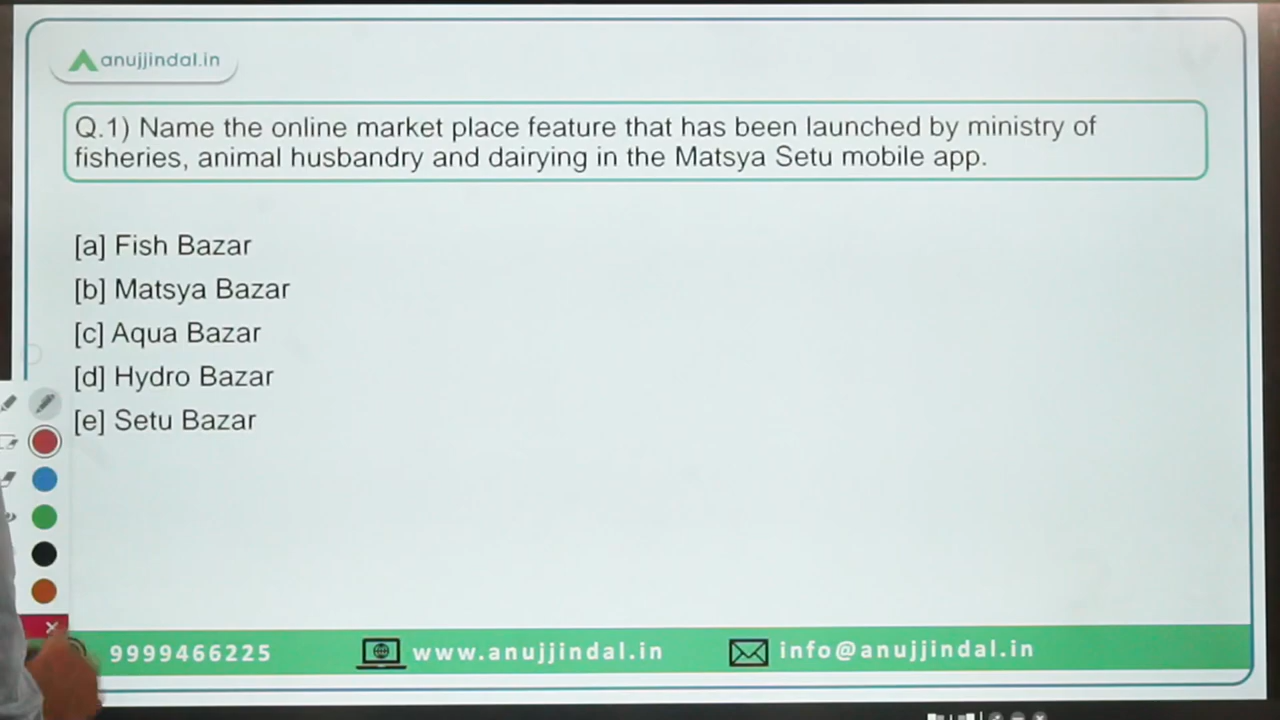 anujjindal.in
Q.1) Name the online market place feature that has been launched by ministry of
fisheries, animal husbandry and dairying in the Matsya Setu mobile app.
[a] Fish Bazar
[b] Matsya Bazar
[c] Aqua Bazar
[d] Hydro Bazar
[e] Setu Bazar
9999466225 www.anujjindal.in info@anujjindal.in